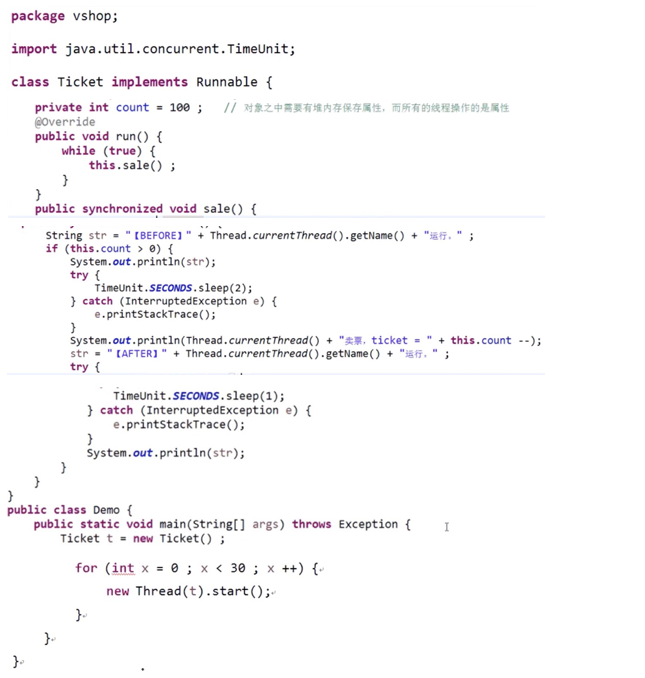 package vshop;
import java.util.concurrent.TimeUnit;
class Ticket implements Runnable {
private int count = 100 ; // 对象之中需要有堆内存保存属性，而所有的线程操作的是属性
@Override
public void run() {
while (true) {
this.sale() ;
}
}
public synchronized void sale() {
String str = "【BEFORE】" + Thread.currentThread().getName() + "运行。" ;
if (this.count > 0) {
System.out.println(str);
try {
TimeUnit.SECONDS.sleep(2);
} catch (InterruptedException e) {
e.printStackTrace();
}
System.out.println(Thread.currentThread() + "卖票，ticket = " + this.count --);
str = "【AFTER】" + Thread.currentThread().getName() + "运行。" ;
try {
TimeUnit.SECONDS.sleep(1);
} catch (InterruptedException e) {
e.printStackTrace();
}
System.out.println(str);
}
}
}
public class Demo {
public static void main(String[] args) throws Exception {
Ticket t = new Ticket() ;
for (int x = 0 ; x < 30 ; x ++) {
new Thread(t).start();
}
}
}